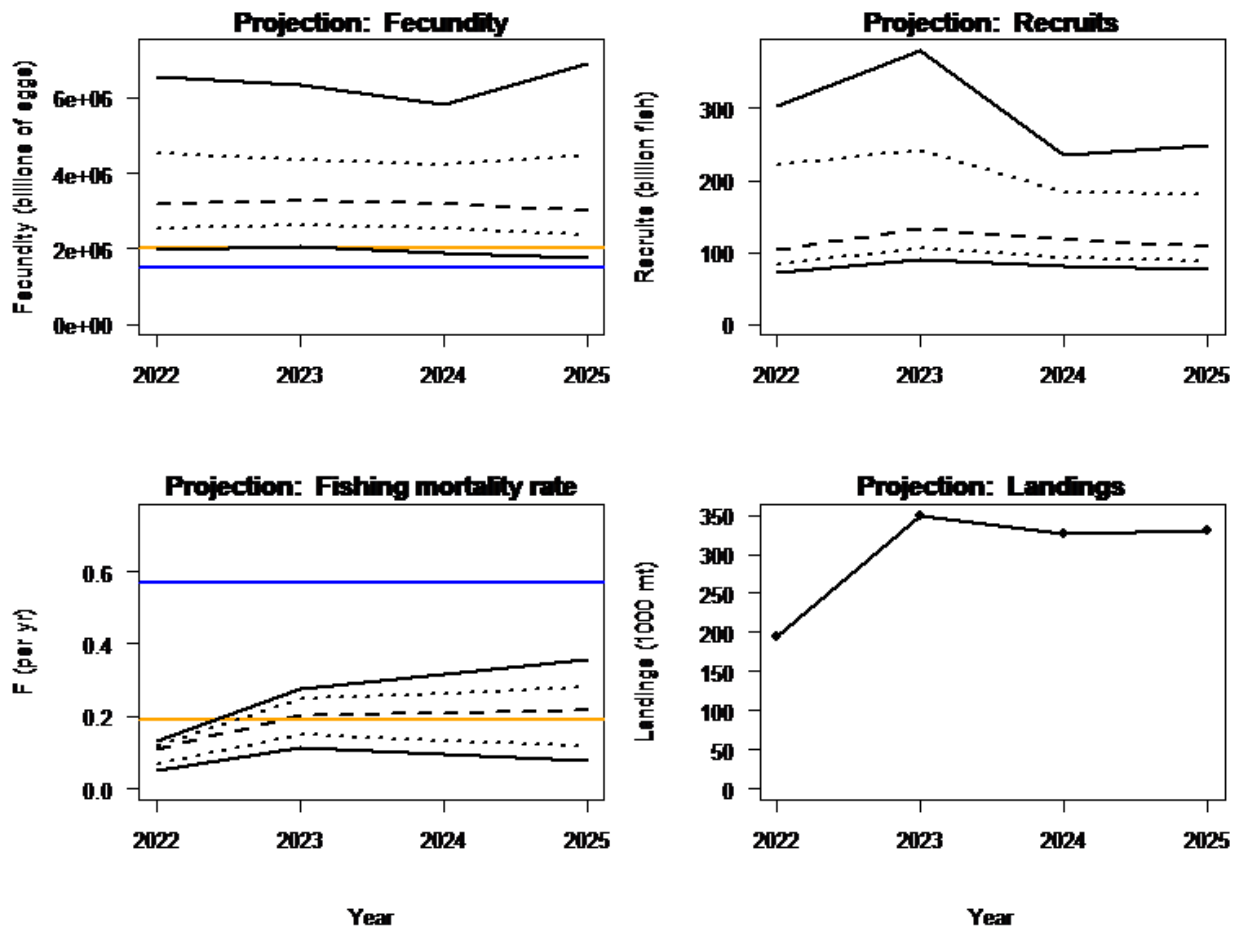 Projection: Fecundity
Fecundity (billions of eggs)
6e+06
4e+06
2e+06
0e+00
2022 2023 2024 2025
Projection: Recruits
Recruits (billion fish)
300
200
100
0
2022 2023 2024 2025
Projection: Fishing mortality rate
F (per yr)
0.6
0.4
0.2
0.0
2022 2023 2024 2025
Year
Projection: Landings
Landings (1000 mt)
350
300
250
200
150
100
50
0
2022 2023 2024 2025
Year